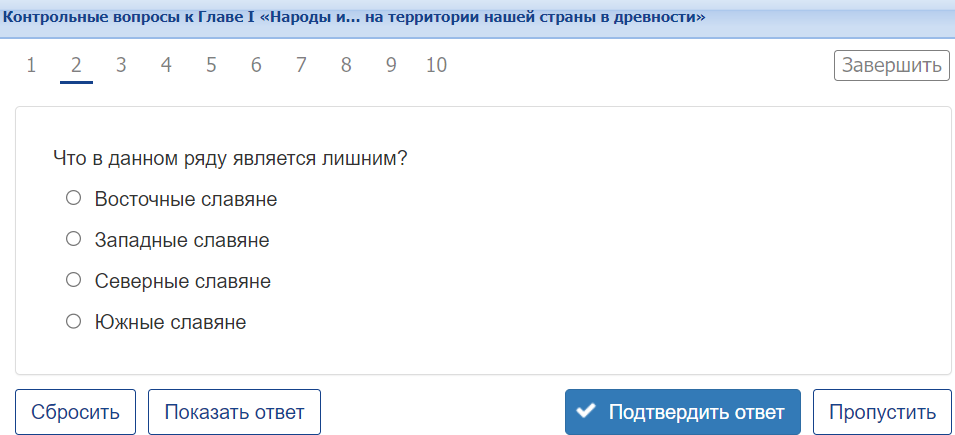 Контрольные вопросы к Главе I «Народы и... на территории нашей страны в древности»
1 2 3 4 5 6 7 8 9 10 Завершить
Что в данном ряду является лишним?
Восточные славяне
Западные славяне
Северные славяне
Южные славяне
Сбросить Показать ответ Подтвердить ответ Пропустить